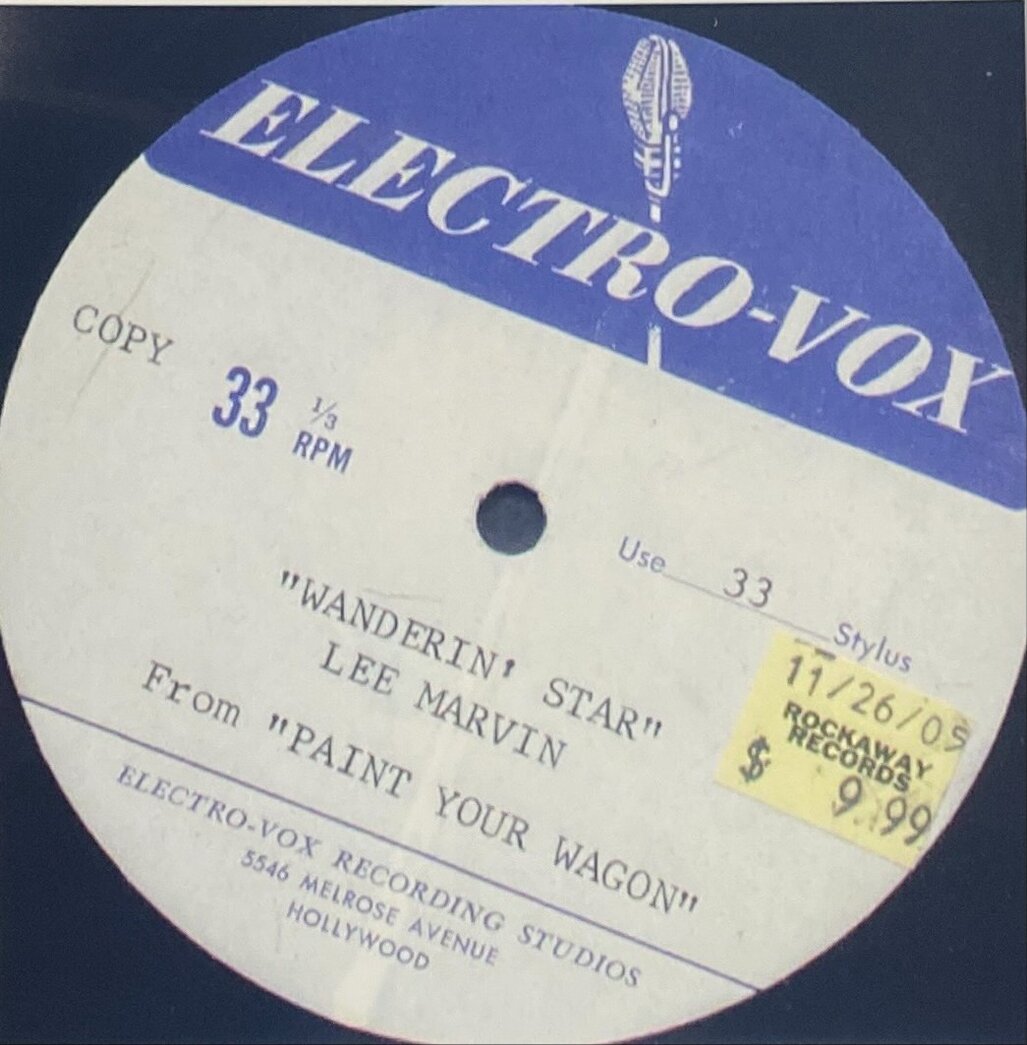 ELECTRO-VOX
COPY
33 1/3
RPM
Use 33 Stylus
"WANDERIN' STAR"
LEE MARVIN
From "PAINT YOUR WAGON"
11/26/05
ROCKAWAY
RECORDS
$ 9.99
ELECTRO-VOX RECORDING STUDIOS
5546 MELROSE AVENUE
HOLLYWOOD